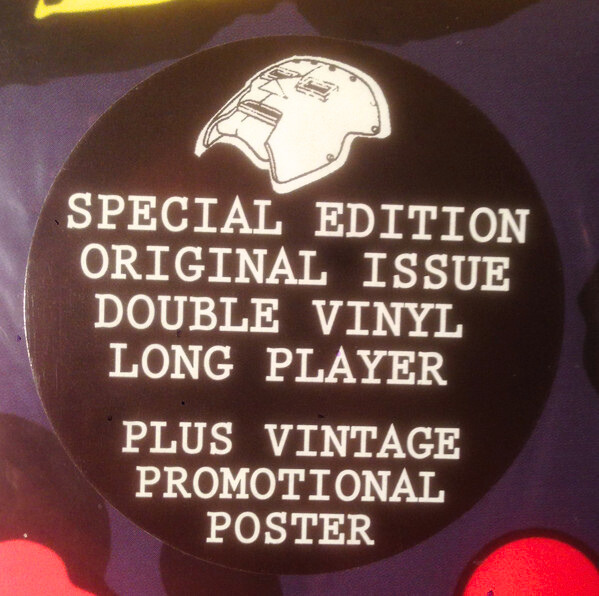 SPECIAL EDITION
ORIGINAL ISSUE
DOUBLE VINYL
LONG PLAYER
PLUS VINTAGE
PROMOTIONAL
POSTER